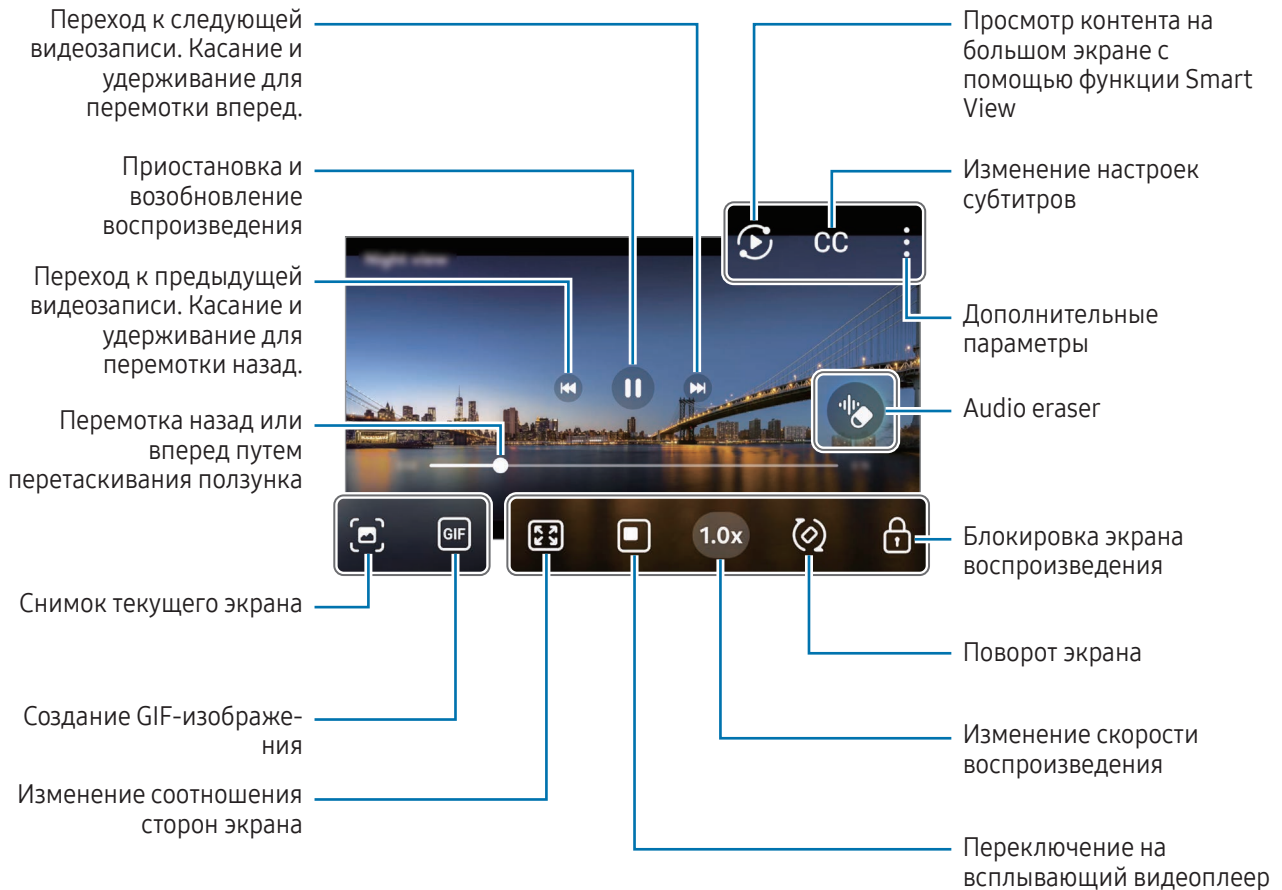 Переход к следующей
видеозаписи. Касание и
удерживание для
перемотки вперед.
Приостановка и
возобновление
воспроизведения
Переход к предыдущей
видеозаписи. Касание и
удерживание для
перемотки назад.
Перемотка назад или
вперед путем
перетаскивания ползунка
Снимок текущего экрана
Создание GIF-изображе-
ния
Изменение соотношения
сторон экрана
CC
GIF
1.0x
Просмотр контента на
большом экране с
помощью функции Smart
View
Изменение настроек
субтитров
Дополнительные
параметры
Audio eraser
Блокировка экрана
воспроизведения
Поворот экрана
Изменение скорости
воспроизведения
Переключение на
всплывающий видеоплеер